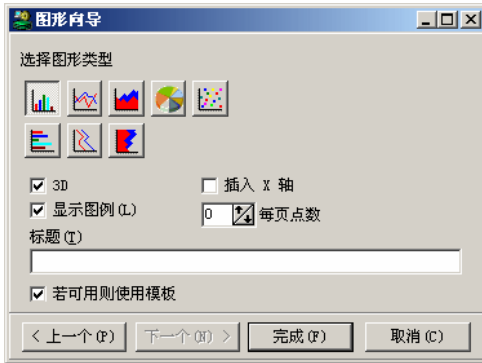 图形向导
选择图形类型
3D
插入 X 轴
显示图例(L)
0 每页点数
标题(T)
若可用则使用模板
< 上一个(P) 下一个(N) > 完成(F) 取消(C)